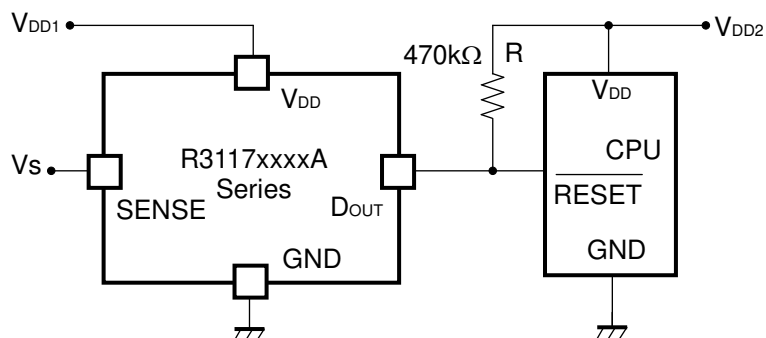 VDD1
470kΩ R
VDD2
VDD
VDD
Vs
R3117xxxxA
Series
CPU
SENSE
DOUT
RESET
GND
GND